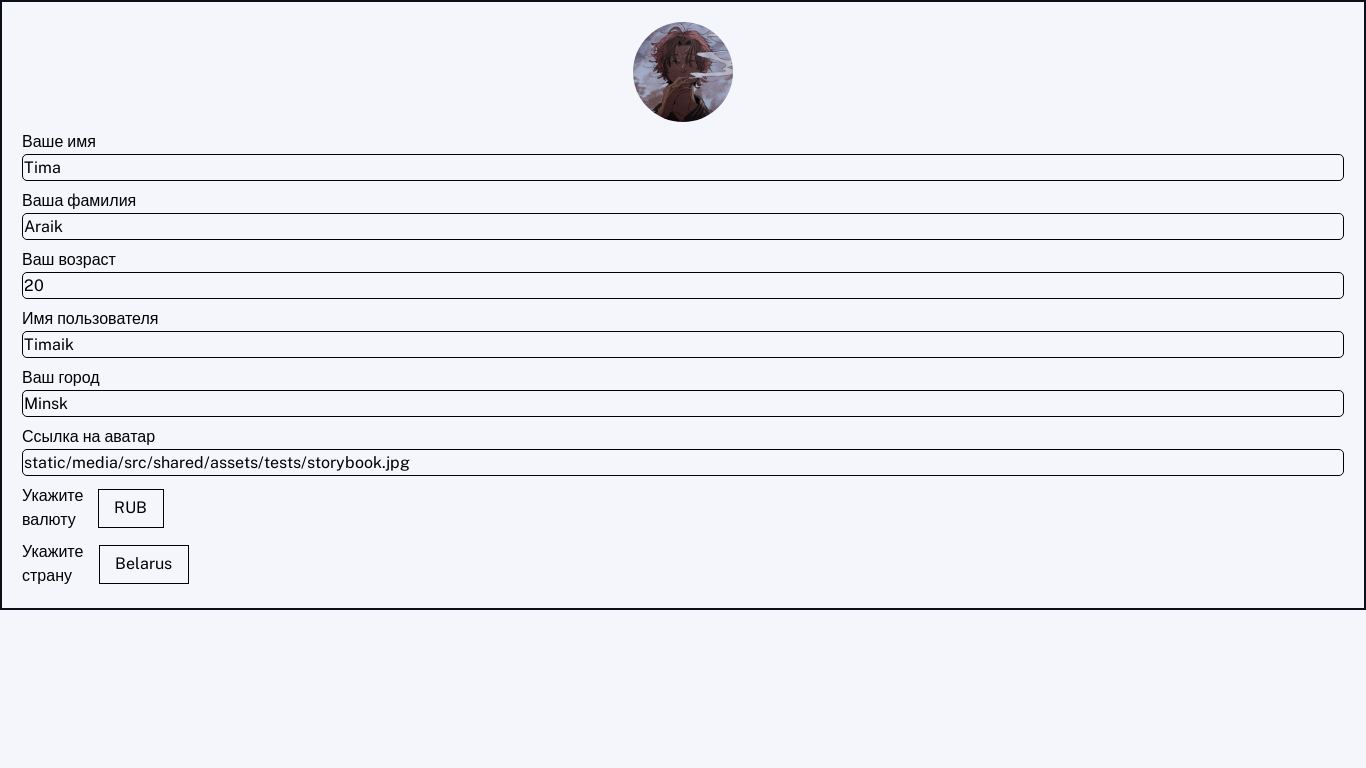 Ваше имя
Tima
Ваша фамилия
Araik
Ваш возраст
20
Имя пользователя
Timaik
Ваш город
Minsk
Ссылка на аватар
static/media/src/shared/assets/tests/storybook.jpg
Укажите
валюту
RUB
Укажите
страну
Belarus